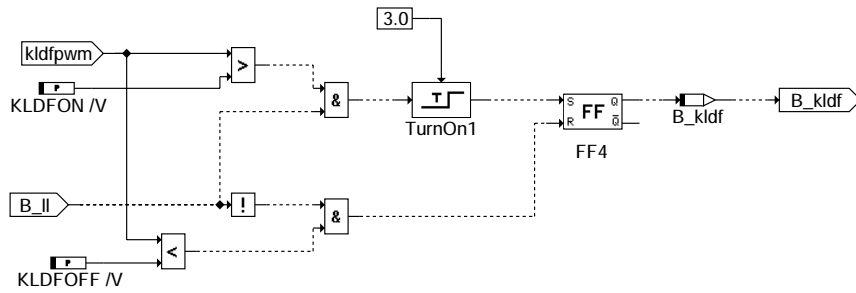 3.0
kldfpwm
>
P
KLDFON /V
&
T
TurnOn1
S Q
FF
R Q̅
FF4
B_kldf
B_kldf
B_ll
!
&
<
P
KLDFOFF /V